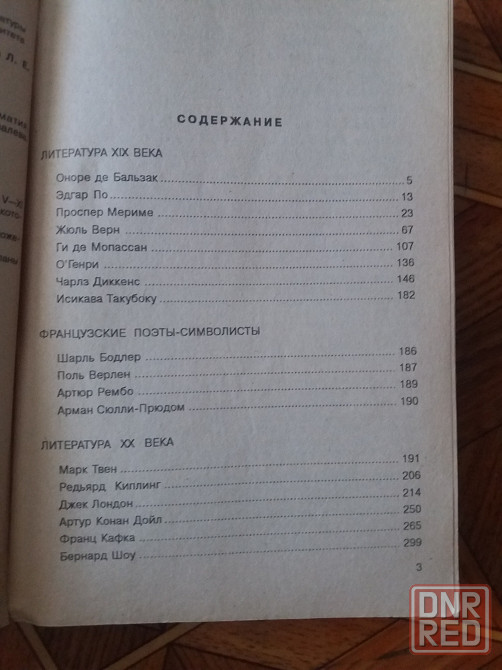 Л. Е.
V—XI
СОДЕРЖАНИЕ
ЛИТЕРАТУРА XIX ВЕКА
Оноре де Бальзак 5
Эдгар По 13
Проспер Мериме 23
Жюль Верн 67
Ги де Мопассан 107
О'Генри 136
Чарлз Диккенс 146
Исикава Такубоку 182
ФРАНЦУЗСКИЕ ПОЭТЫ-СИМВОЛИСТЫ
Шарль Бодлер 186
Поль Верлен 187
Артюр Рембо 189
Арман Сюлли-Прюдом 190
ЛИТЕРАТУРА XX ВЕКА
Марк Твен 191
Редьярд Киплинг 206
Джек Лондон 214
Артур Конан Дойл 250
Франц Кафка 265
Бернард Шоу 299
3
DNR
RED